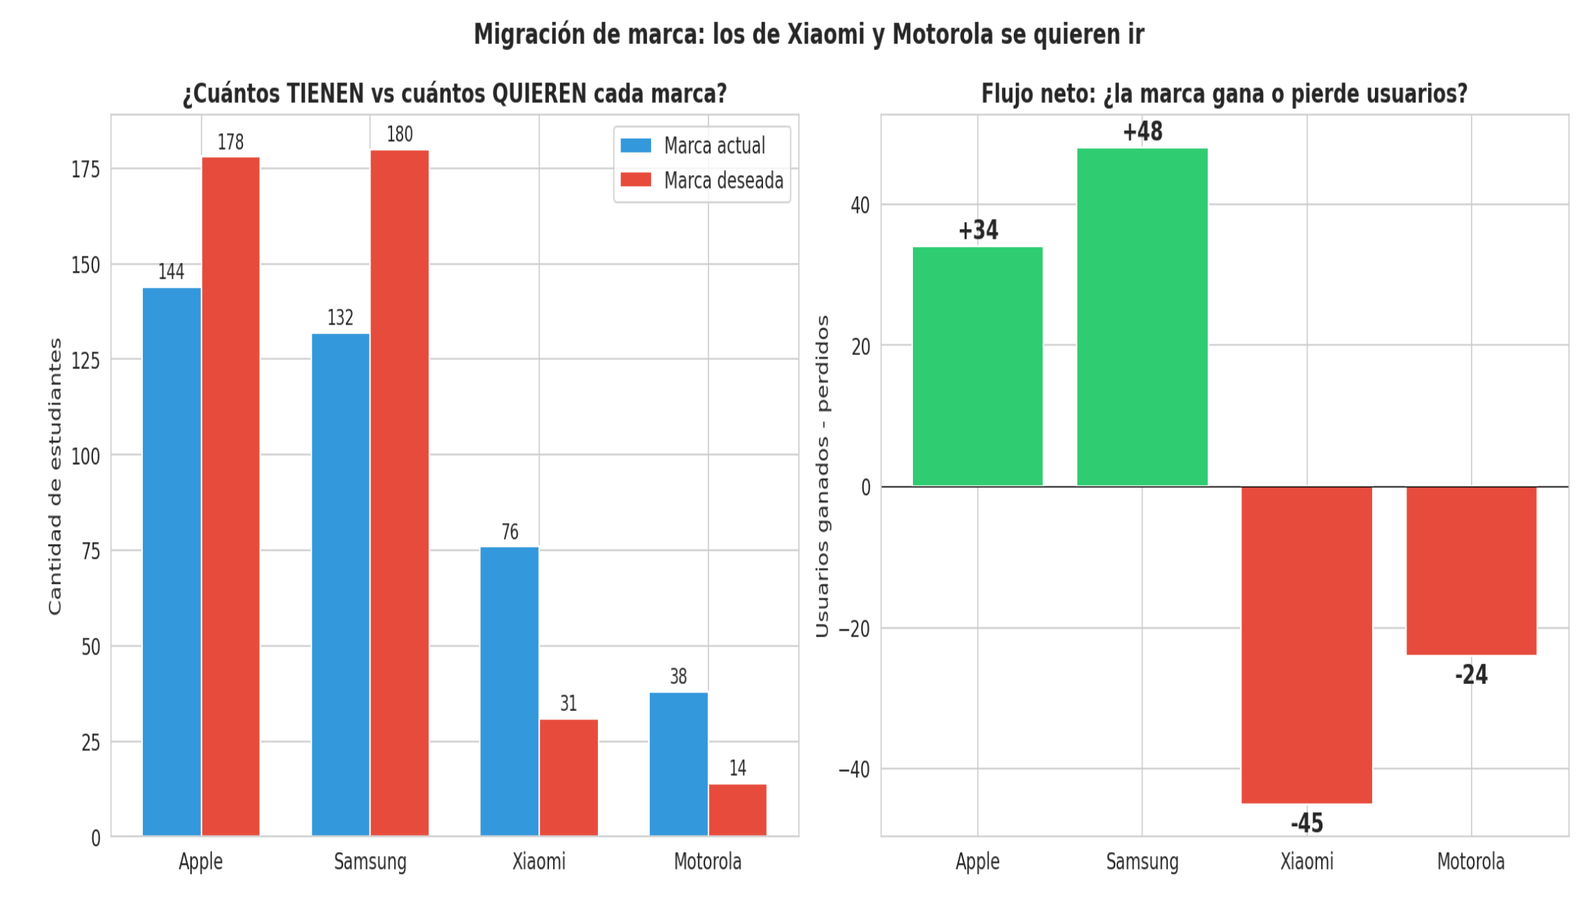 Migración de marca: los de Xiaomi y Motorola se quieren ir
¿Cuántos TIENEN vs cuántos QUIEREN cada marca?
Cantidad de estudiantes
175
150
125
100
75
50
25
0
144
178
132
180
76
31
38
14
Marca actual
Marca deseada
Apple
Samsung
Xiaomi
Motorola
Flujo neto: ¿la marca gana o pierde usuarios?
Usuarios ganados - perdidos
40
20
0
−20
−40
+34
+48
-45
-24
Apple
Samsung
Xiaomi
Motorola